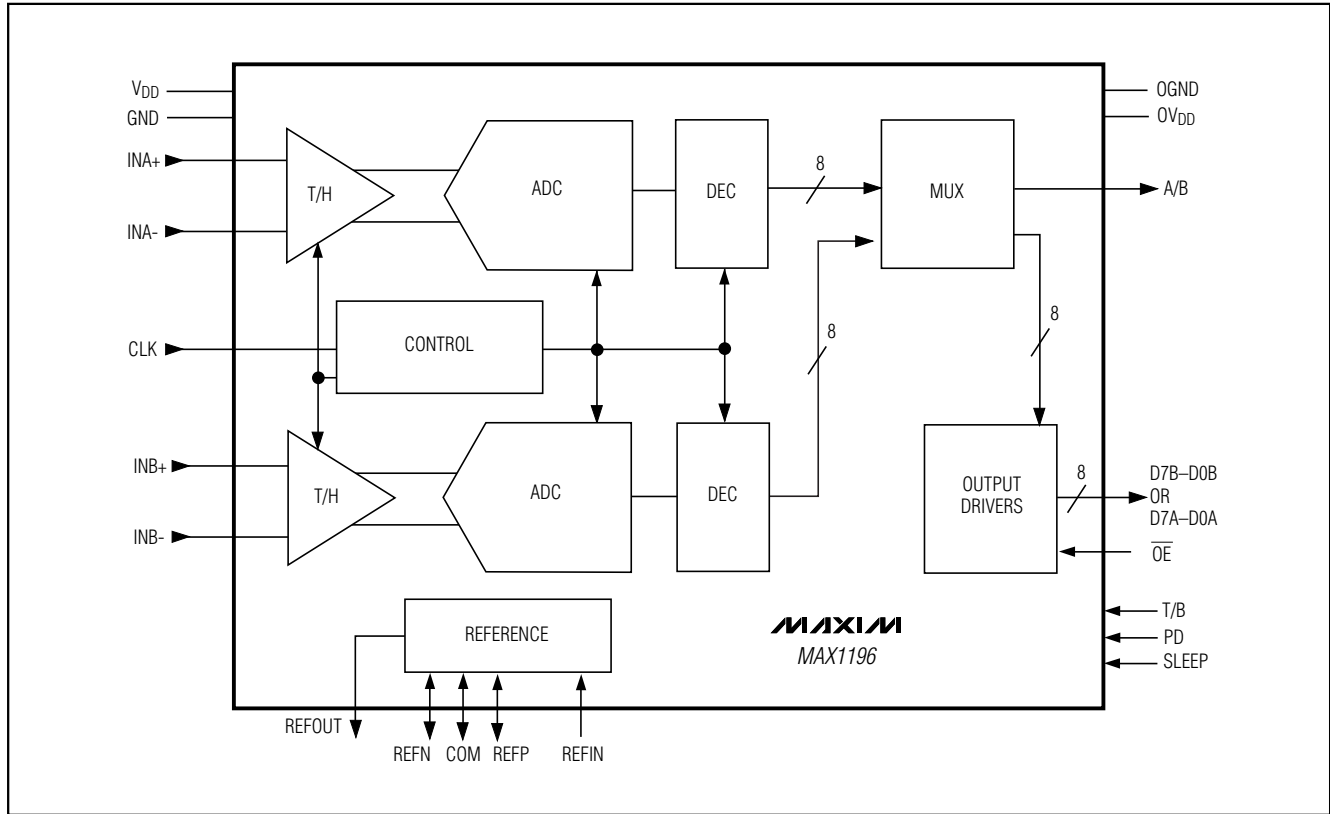 VDD
GND
INA+
INA-
CLK
INB+
INB-
T/H
ADC
DEC
8
MUX
CONTROL
8
8
T/H
ADC
DEC
OUTPUT
DRIVERS
8
REFERENCE
MAXIM
MAX1196
OGND
OVDD
A/B
D7B–D0B
OR
D7A–D0A
OE
T/B
PD
SLEEP
REFOUT
REFN
COM
REFP
REFIN